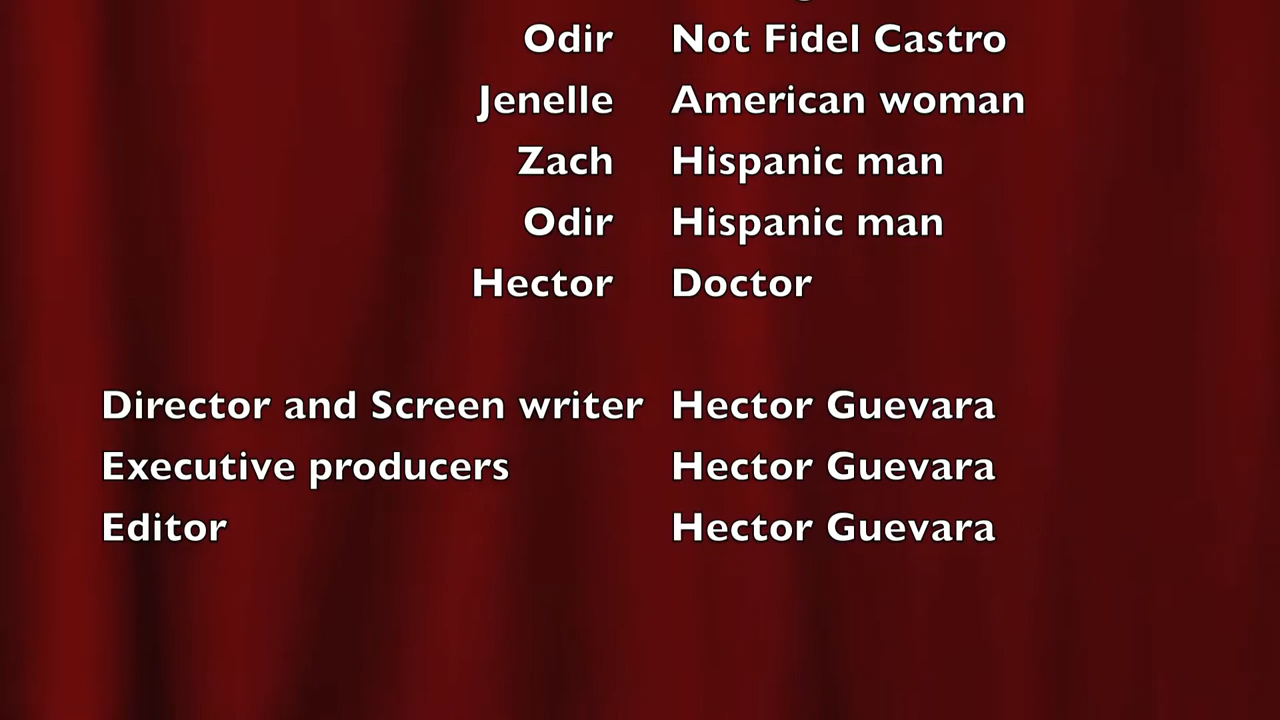 Odir Not Fidel Castro
Jenelle American woman
Zach Hispanic man
Odir Hispanic man
Hector Doctor
Director and Screen writer Hector Guevara
Executive producers Hector Guevara
Editor Hector Guevara